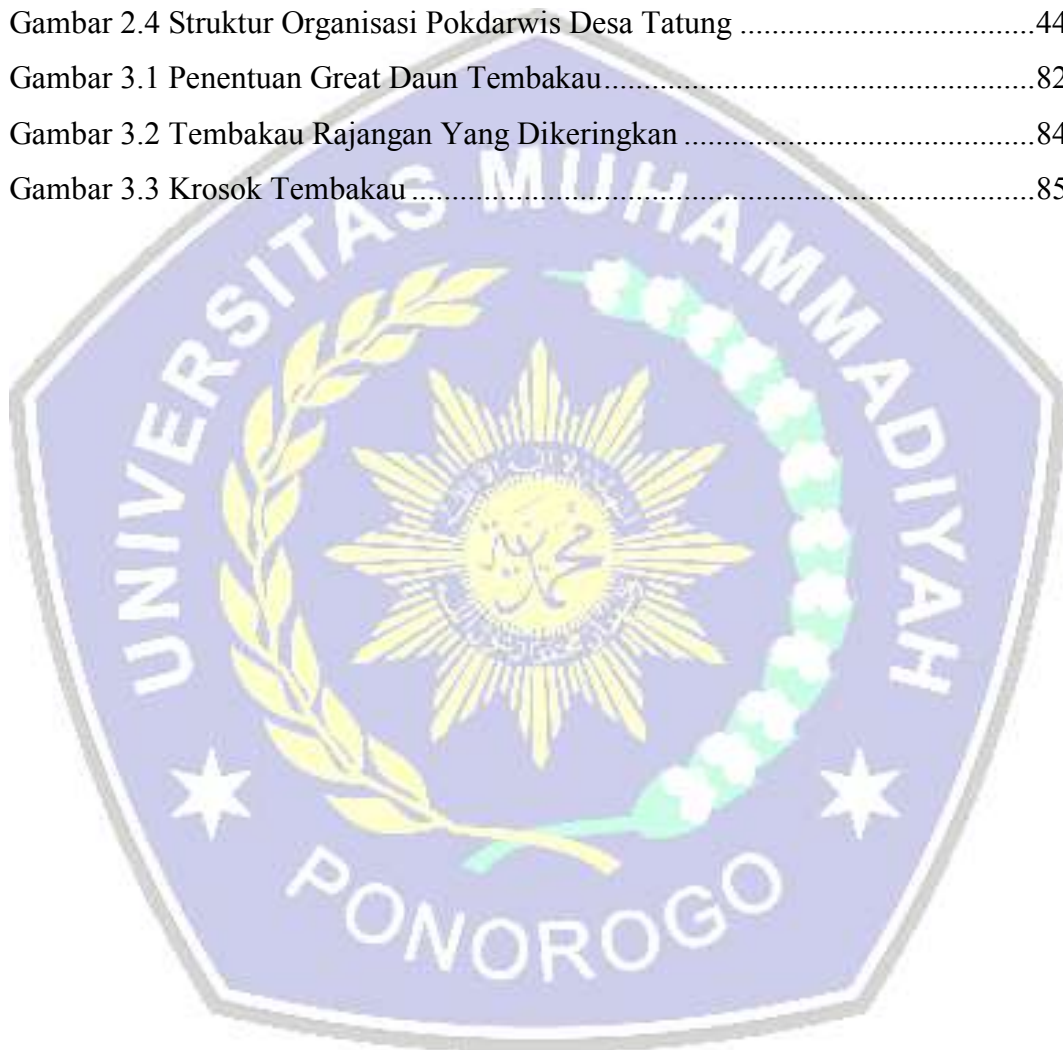 Gambar 2.4 Struktur Organisasi Pokdarwis Desa Tatung ....................................44
Gambar 3.1 Penentuan Great Daun Tembakau.....................................................82
Gambar 3.2 Tembakau Rajangan Yang Dikeringkan ...........................................84
Gambar 3.3 Krosok Tembakau .............................................................................85
UNIVERSITAS MUHAMMADIYAH
PONOROGO